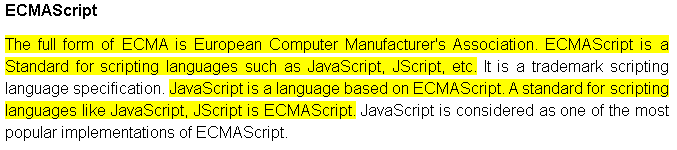 ECMAScript
The full form of ECMA is European Computer Manufacturer's Association. ECMAScript is a
Standard for scripting languages such as JavaScript, JScript, etc. It is a trademark scripting
language specification. JavaScript is a language based on ECMAScript. A standard for scripting
languages like JavaScript, JScript is ECMAScript. JavaScript is considered as one of the most
popular implementations of ECMAScript.